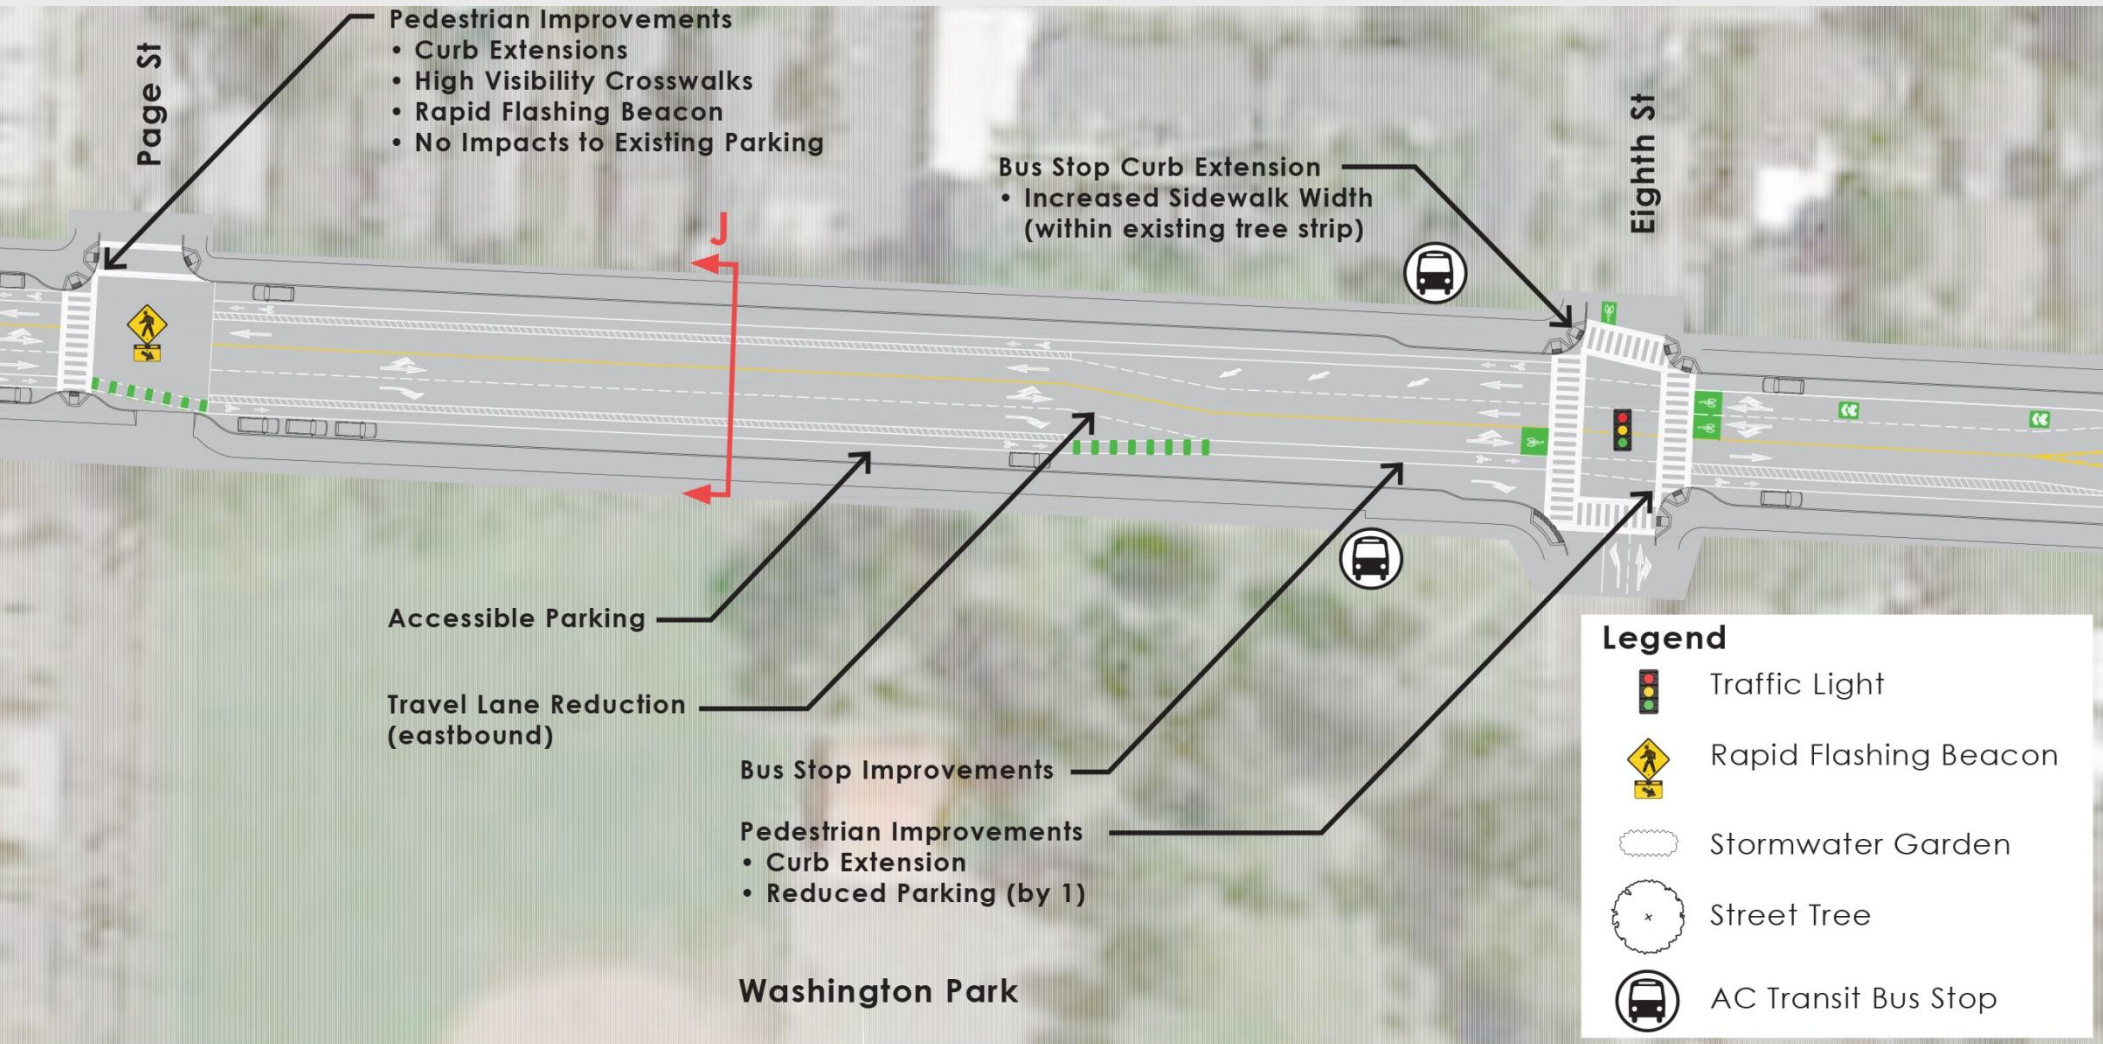 Page St
Pedestrian Improvements
• Curb Extensions
• High Visibility Crosswalks
• Rapid Flashing Beacon
• No Impacts to Existing Parking
J
Bus Stop Curb Extension
• Increased Sidewalk Width
(within existing tree strip)
Eighth St
Accessible Parking
Travel Lane Reduction
(eastbound)
Bus Stop Improvements
Pedestrian Improvements
• Curb Extension
• Reduced Parking (by 1)
Washington Park
Legend
Traffic Light
Rapid Flashing Beacon
Stormwater Garden
Street Tree
AC Transit Bus Stop